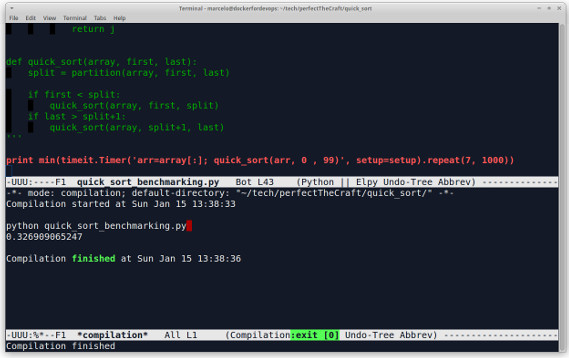 Terminal - marcelo@dockerfordevops: ~/tech/perfectTheCraft/quick_sort
File Edit View Terminal Tabs Help
return j
def quick_sort(array, first, last):
split = partition(array, first, last)
if first < split:
quick_sort(array, first, split)
if last > split+1:
quick_sort(array, split+1, last)
'''
print min(timeit.Timer('arr=array[:]; quick_sort(arr, 0 , 99)', setup=setup).repeat(7, 1000))
-UUU:----F1 quick_sort_benchmarking.py Bot L43 (Python || Elpy Undo-Tree Abbrev) --------------
-*- mode: compilation; default-directory: "~/tech/perfectTheCraft/quick_sort/" -*-
Compilation started at Sun Jan 15 13:38:33
python quick_sort_benchmarking.py
0.326909065247
Compilation finished at Sun Jan 15 13:38:36
-UUU:%*--F1 *compilation* All L1 (Compilation:exit [0] Undo-Tree Abbrev) ----------------------
Compilation finished